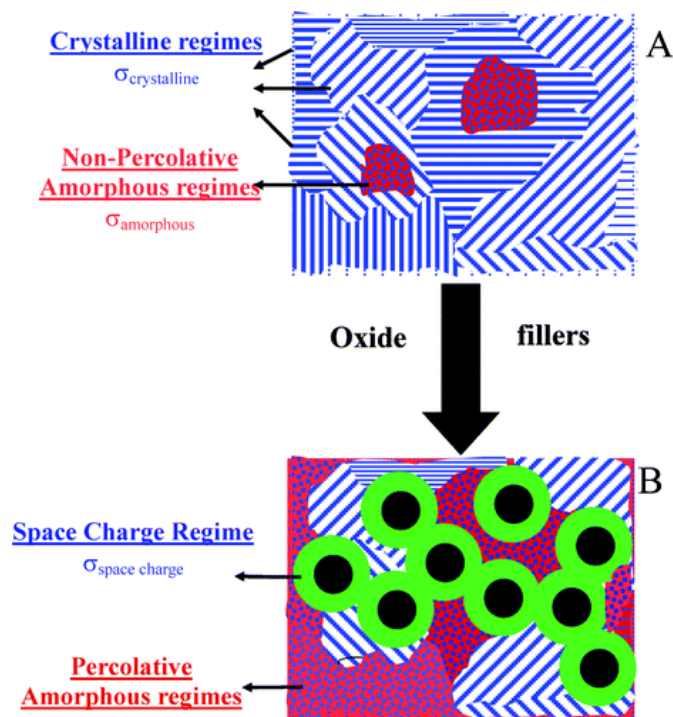 Crystalline regimes
σcrystalline
A
Non-Percolative
Amorphous regimes
σamorphous
Oxide fillers
B
Space Charge Regime
σspace charge
Percolative
Amorphous regimes